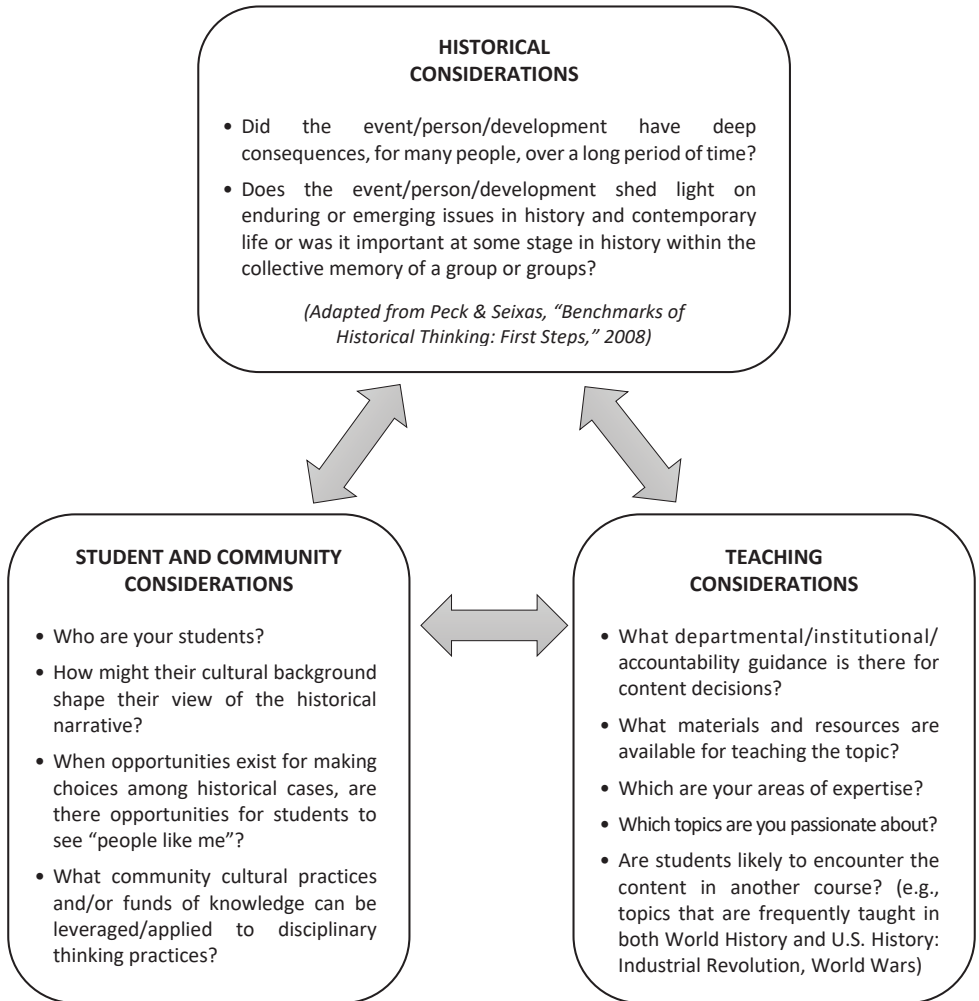 HISTORICAL
CONSIDERATIONS
• Did the event/person/development have deep
consequences, for many people, over a long period of time?
• Does the event/person/development shed light on
enduring or emerging issues in history and contemporary
life or was it important at some stage in history within the
collective memory of a group or groups?
(Adapted from Peck & Seixas, “Benchmarks of
Historical Thinking: First Steps,” 2008)
STUDENT AND COMMUNITY
CONSIDERATIONS
• Who are your students?
• How might their cultural background
shape their view of the historical
narrative?
• When opportunities exist for making
choices among historical cases, are
there opportunities for students to
see “people like me”?
• What community cultural practices
and/or funds of knowledge can be
leveraged/applied to disciplinary
thinking practices?
TEACHING
CONSIDERATIONS
• What departmental/institutional/
accountability guidance is there for
content decisions?
• What materials and resources are
available for teaching the topic?
• Which are your areas of expertise?
• Which topics are you passionate about?
• Are students likely to encounter the
content in another course? (e.g.,
topics that are frequently taught in
both World History and U.S. History:
Industrial Revolution, World Wars)